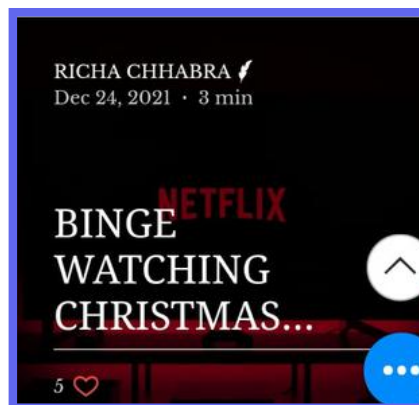 RICHA CHHABRA
Dec 24, 2021 · 3 min
NETFLIX
BINGE
WATCHING
CHRISTMAS...
5